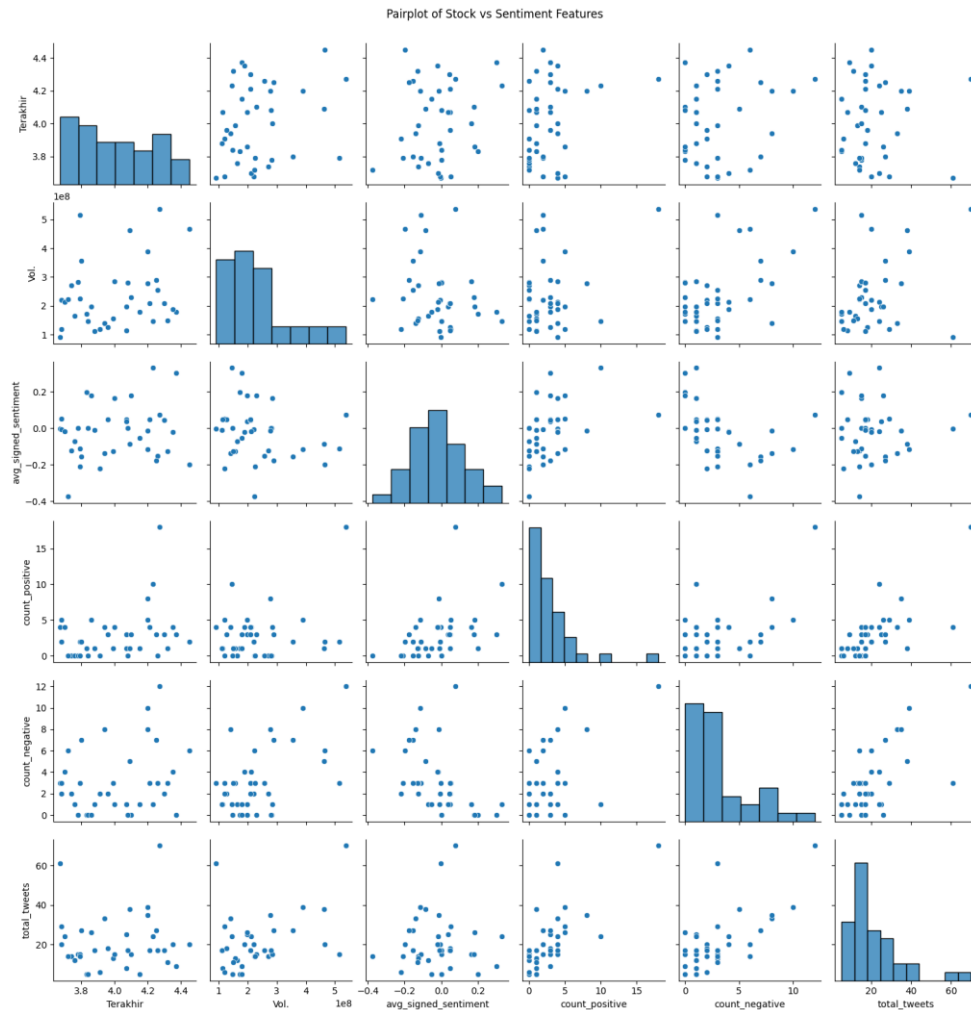 Pairplot of Stock vs Sentiment Features
4.4
4.2
4.0
3.8
Terakhir
1e8
5
4
3
2
1
Vol.
0.2
0.0
−0.2
−0.4
avg_signed_sentiment
15
10
5
0
count_positive
12
10
8
6
4
2
0
count_negative
60
40
20
total_tweets
3.8 4.0 4.2 4.4
Terakhir
1 2 3 4 5
Vol.
1e8
−0.4 −0.2 0.0 0.2
avg_signed_sentiment
0 5 10 15
count_positive
0 5 10
count_negative
20 40 60
total_tweets